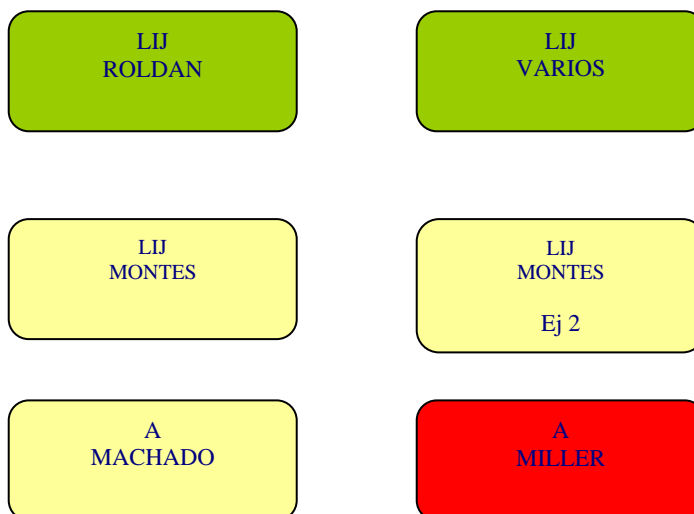 LIJ
ROLDAN
LIJ
VARIOS
LIJ
MONTES
LIJ
MONTES
Ej 2
A
MACHADO
A
MILLER